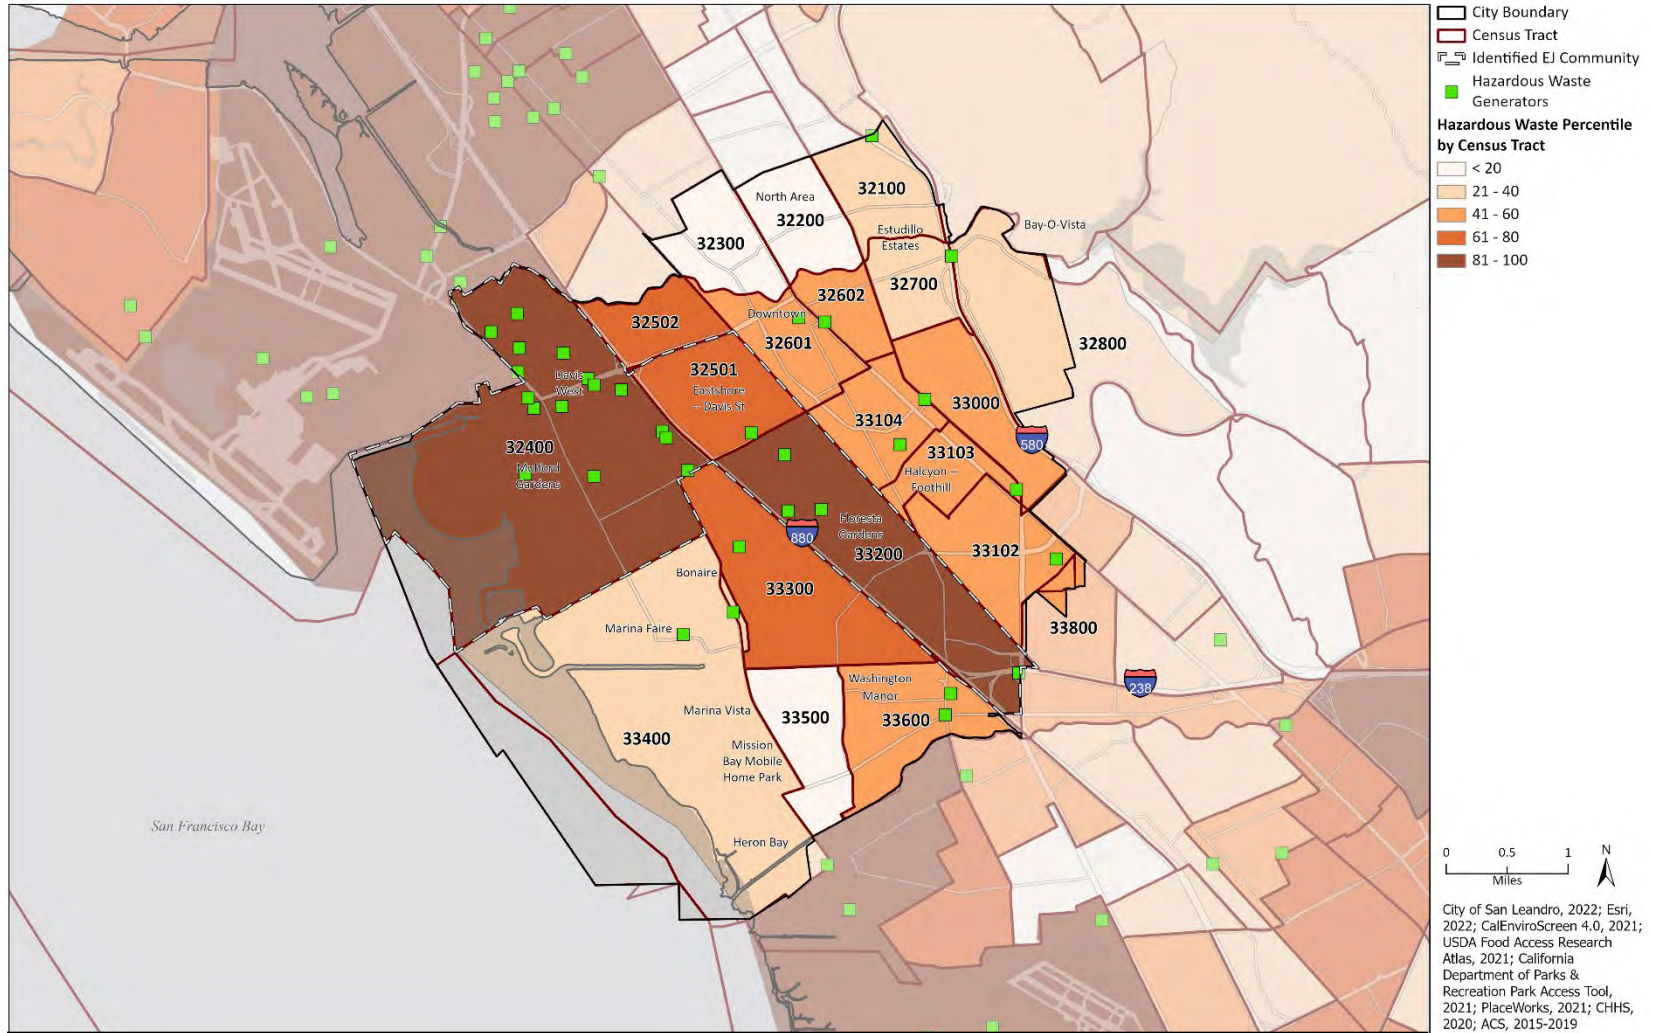 City Boundary
Census Tract
Identified EJ Community
Hazardous Waste
Generators
Hazardous Waste Percentile
by Census Tract
< 20
21 - 40
41 - 60
61 - 80
81 - 100
32100
North Area
32200
Estudillo
Estates
Bay-O-Vista
32300
32700
32602
Downtown
32502
32601
32800
32501
Eastshore
– Davis St
Davis
West
33000
33104
580
32400
33103
Mulford
Gardens
Halcyon –
Foothill
Floresta
Gardens
880
33200
33102
Bonaire
33300
Marina Faire
33800
Washington
Manor
238
Marina Vista
33500
33600
33400
Mission
Bay Mobile
Home Park
San Francisco Bay
Heron Bay
0 0.5 1
Miles
N
City of San Leandro, 2022; Esri,
2022; CalEnviroScreen 4.0, 2021;
USDA Food Access Research
Atlas, 2021; California
Department of Parks &
Recreation Park Access Tool,
2021; PlaceWorks, 2021; CHHS,
2020; ACS, 2015-2019